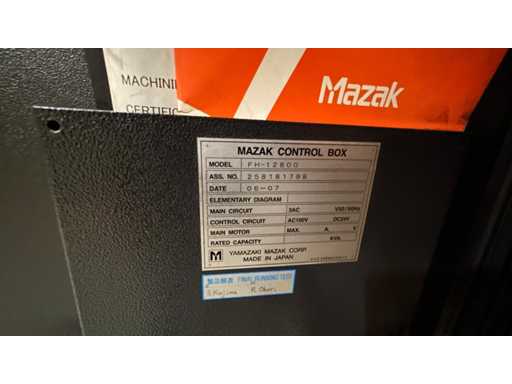 MACHINI
CERTIFIC
Mazak
MAZAK CONTROL BOX
MODEL FH-12800
ASS. NO.
DATE 06-07
ELEMENTARY DIAGRAM
MAIN CIRCUIT 3AC V50/60Hz
CONTROL CIRCUIT AC100V DC24V
MAIN MOTOR MAX. A, V
RATED CAPACITY KVA
M YAMAZAKI MAZAK CORP.
MADE IN JAPAN
FINAL RUNNING TEST